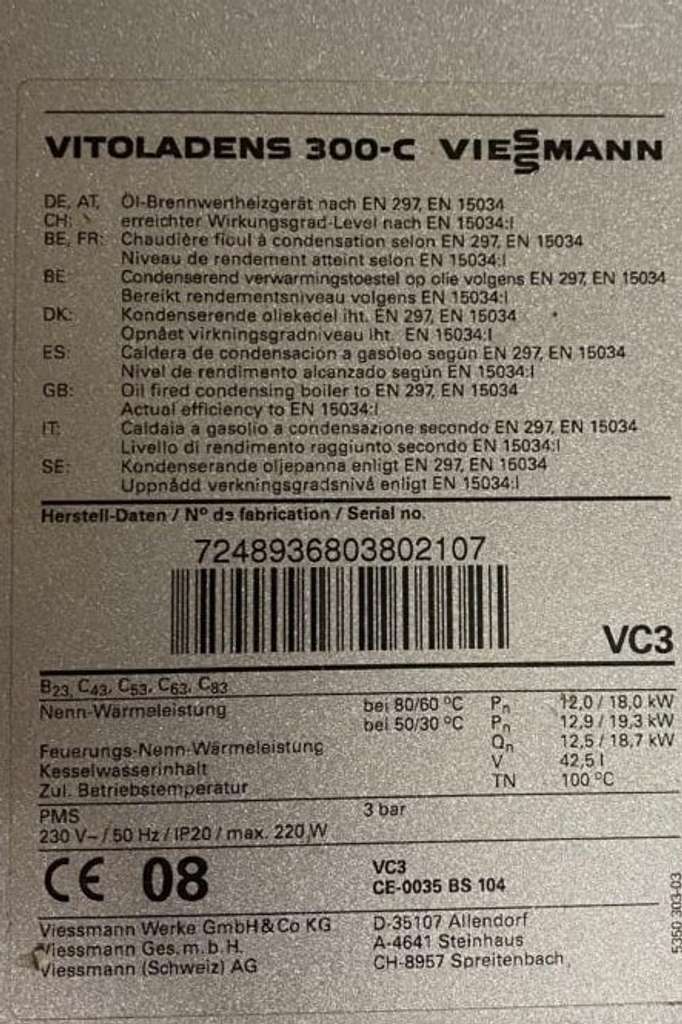 VITOLADENS 300-C VIESSMANN
DE, AT, Öl-Brennwertheizgerät nach EN 297, EN 15034
CH: erreichter Wirkungsgrad-Level nach EN 15034:I
BE, FR: Chaudière fioul à condensation selon EN 297, EN 15034
Niveau de rendement atteint selon EN 15034:I
BE: Condenserend verwarmingstoestel op olie volgens EN 297, EN 15034
Bereikt rendementsniveau volgens EN 15034:I
DK: Kondenserende oliekedel iht. EN 297, EN 15034
Opnået virkningsgradniveau iht. EN 15034:I
ES: Caldera de condensación a gasóleo según EN 297, EN 15034
Nivel de rendimiento alcanzado según EN 15034:I
GB: Oil fired condensing boiler to EN 297, EN 15034
Actual efficiency to EN 15034:I
IT: Caldaia a gasolio a condensazione secondo EN 297, EN 15034
Livello di rendimento raggiunto secondo EN 15034:I
SE: Kondenserande oljepanna enligt EN 297, EN 15034
Uppnådd verkningsgradsnivå enligt EN 15034:I
Herstell-Daten / N° de fabrication / Serial no.
7248936803802107
VC3
B23, C43, C53, C63, C83
Nenn-Wärmeleistung bei 80/60 °C Pn 12,0 / 18,0 kW
bei 50/30 °C Pn 12,9 / 19,3 kW
Feuerungs-Nenn-Wärmeleistung Qn 12,5 / 18,7 kW
Kesselwasserinhalt V 42,5 l
Zul. Betriebstemperatur TN 100 °C
PMS 3 bar
230 V~ / 50 Hz / IP20 / max. 220 W
CE 08 VC3
CE-0035 BS 104
Viessmann Werke GmbH & Co KG D-35107 Allendorf
Viessmann Ges. m. b. H. A-4641 Steinhaus
Viessmann (Schweiz) AG CH-8957 Spreitenbach
5350 303-03